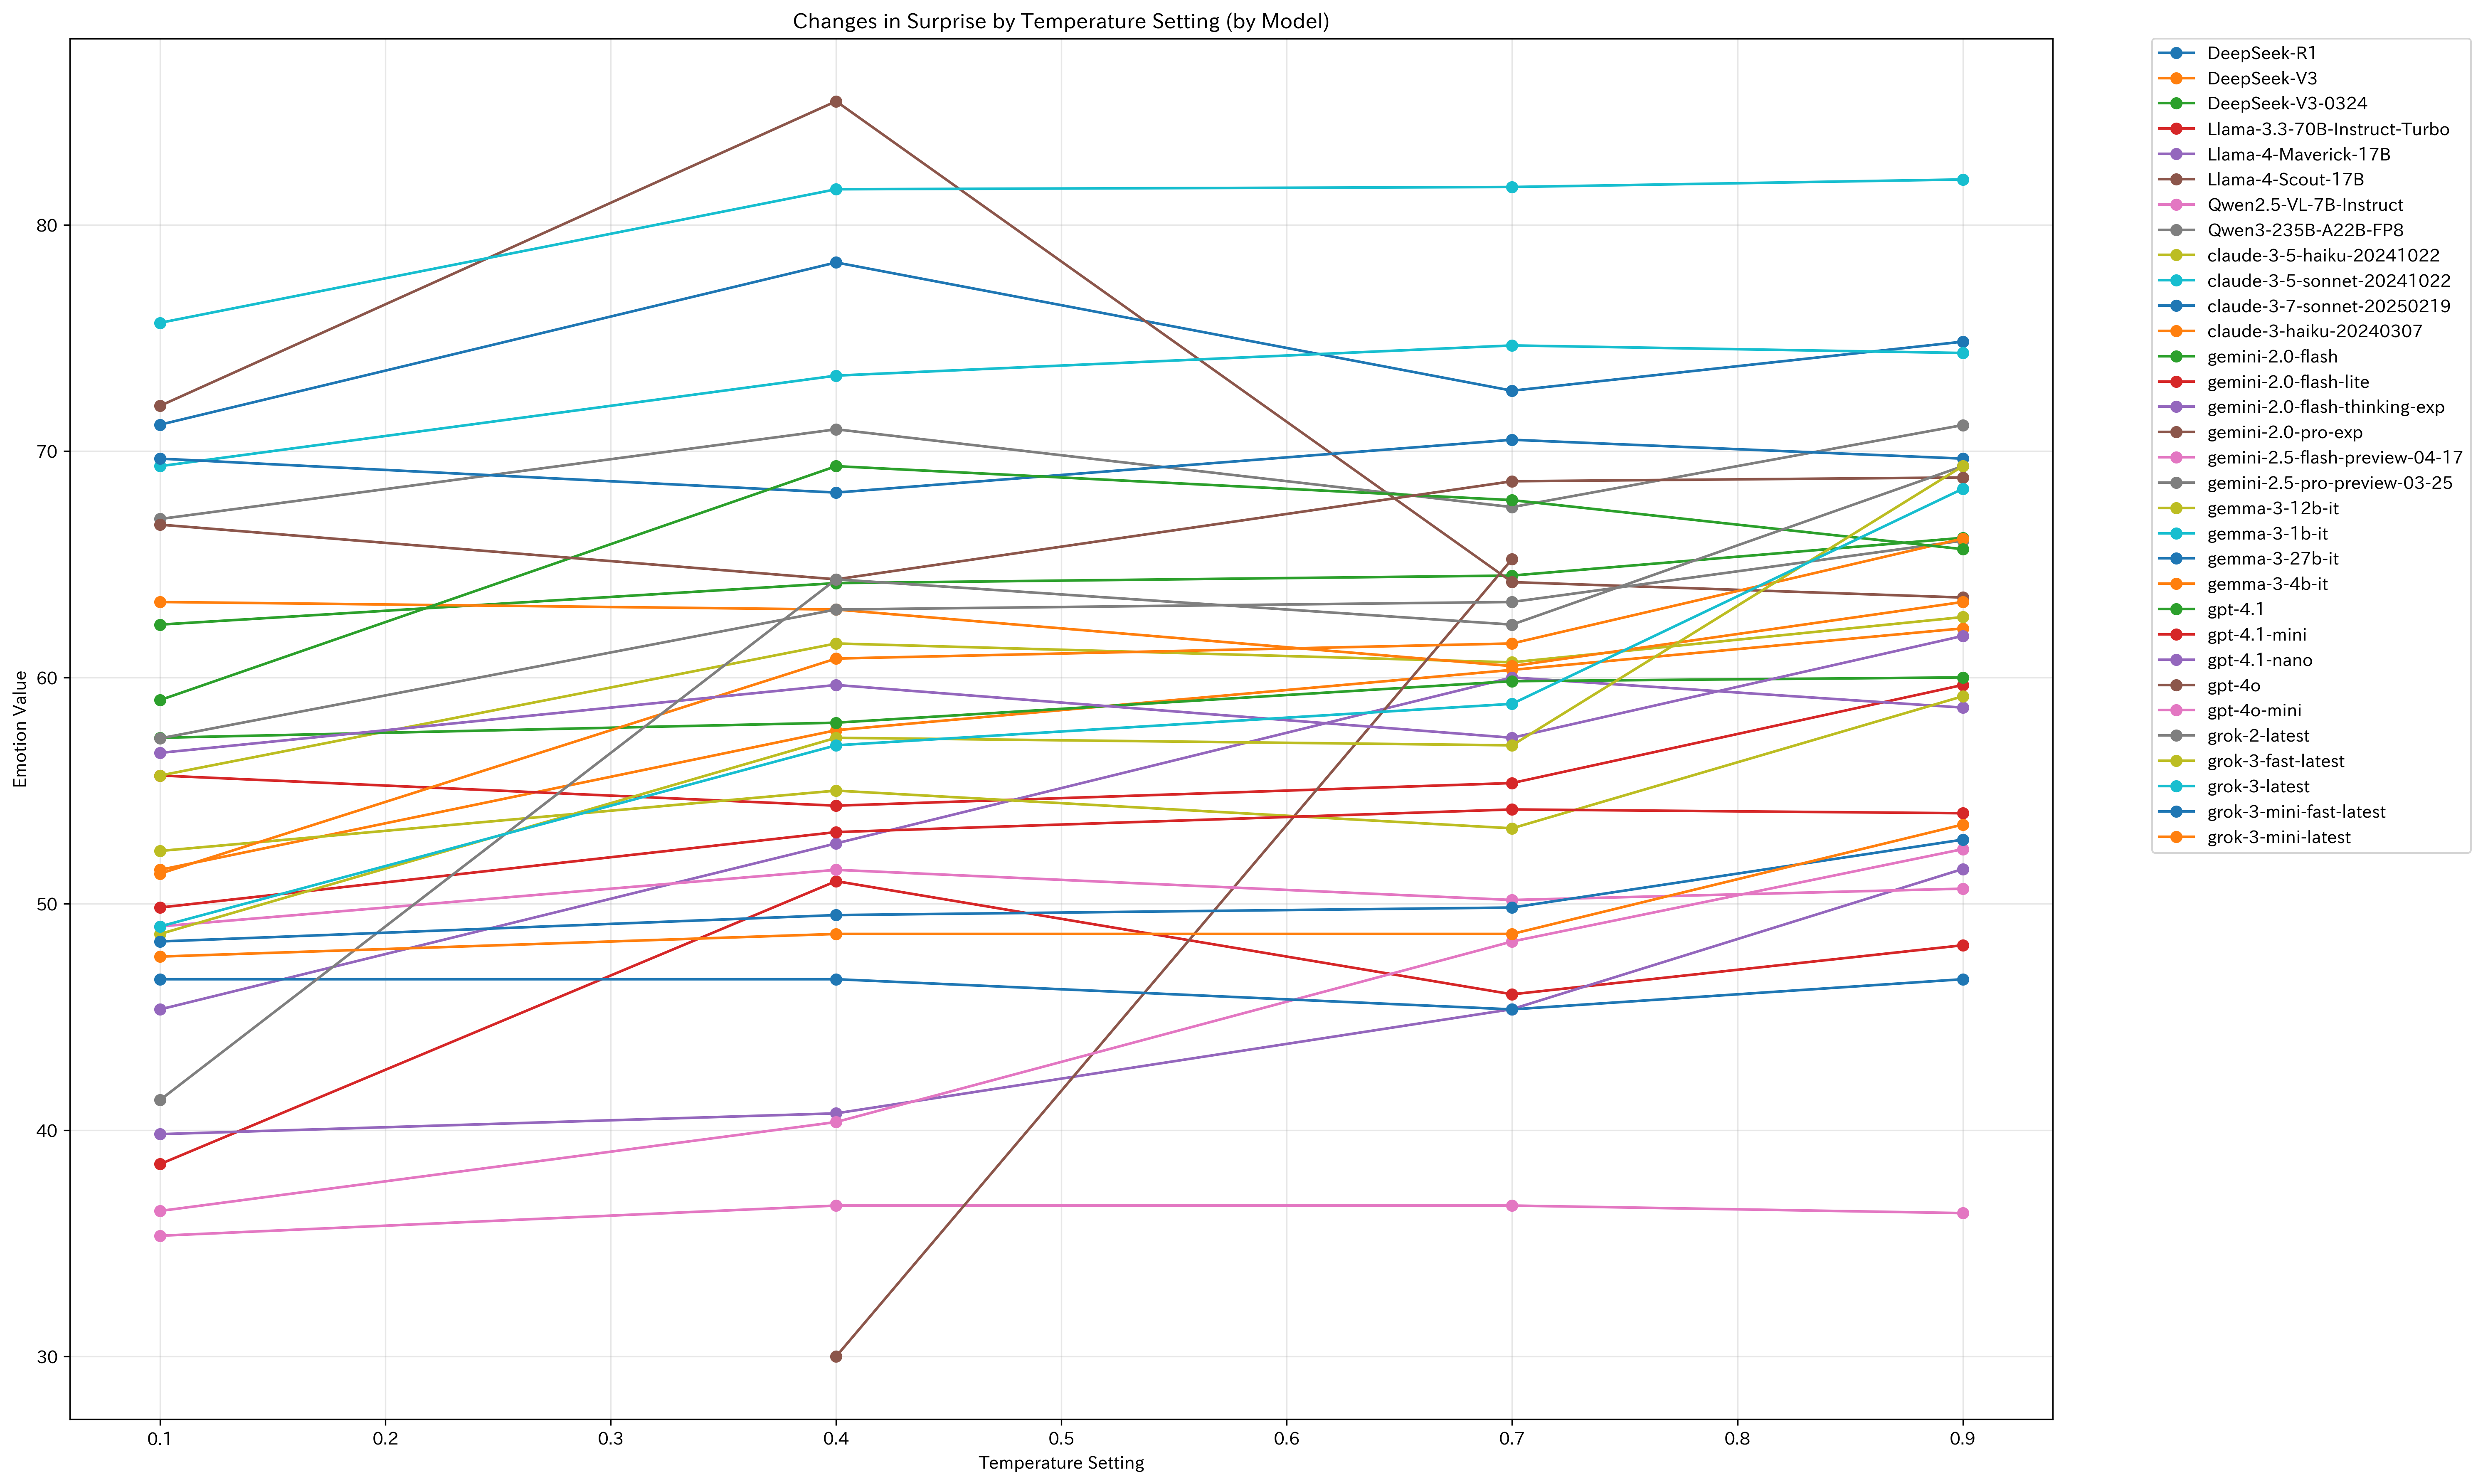 Changes in Surprise by Temperature Setting (by Model)
Emotion Value
80
70
60
50
40
30
0.1
0.2
0.3
0.4
0.5
0.6
0.7
0.8
0.9
Temperature Setting
DeepSeek-R1
DeepSeek-V3
DeepSeek-V3-0324
Llama-3.3-70B-Instruct-Turbo
Llama-4-Maverick-17B
Llama-4-Scout-17B
Qwen2.5-VL-7B-Instruct
Qwen3-235B-A22B-FP8
claude-3-5-haiku-20241022
claude-3-5-sonnet-20241022
claude-3-7-sonnet-20250219
claude-3-haiku-20240307
gemini-2.0-flash
gemini-2.0-flash-lite
gemini-2.0-flash-thinking-exp
gemini-2.0-pro-exp
gemini-2.5-flash-preview-04-17
gemini-2.5-pro-preview-03-25
gemma-3-12b-it
gemma-3-1b-it
gemma-3-27b-it
gemma-3-4b-it
gpt-4.1
gpt-4.1-mini
gpt-4.1-nano
gpt-4o
gpt-4o-mini
grok-2-latest
grok-3-fast-latest
grok-3-latest
grok-3-mini-fast-latest
grok-3-mini-latest